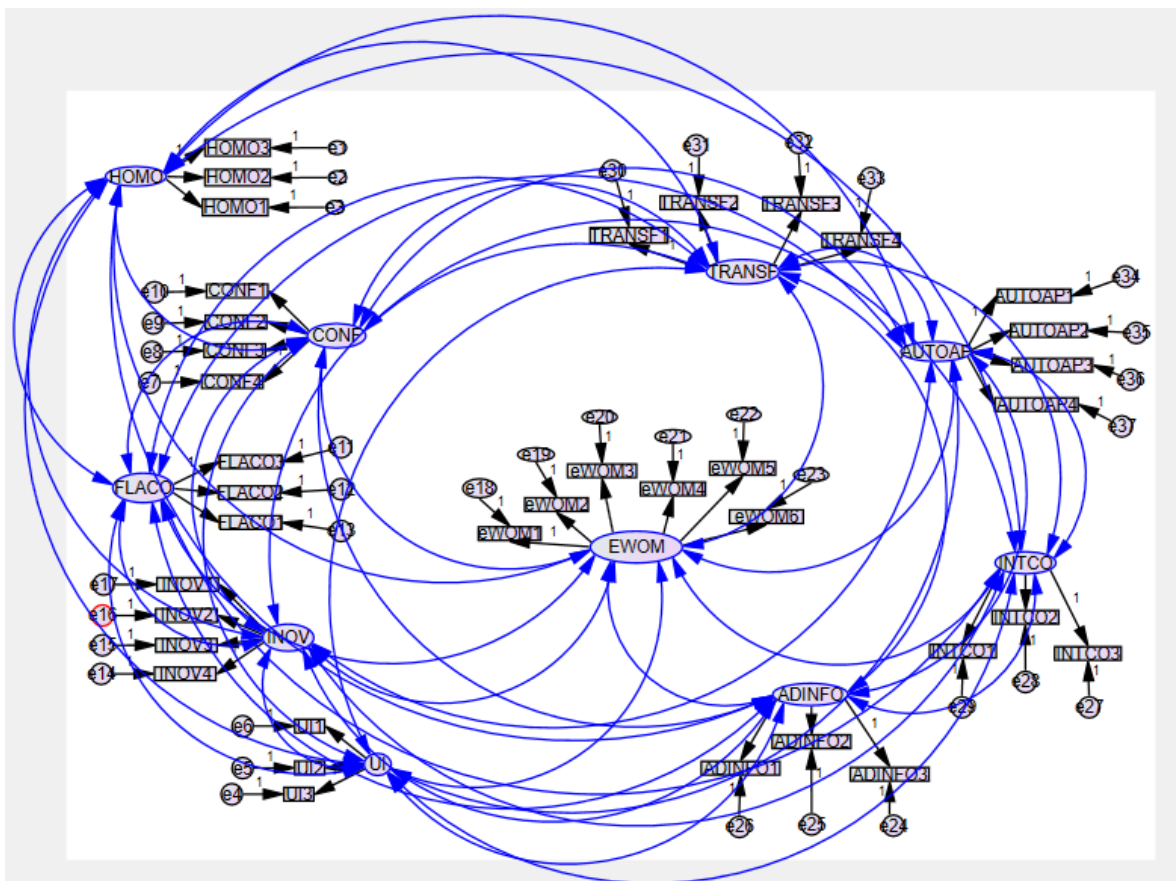 HOMO
1
HOMO3
1
e1
HOMO2
1
e2
HOMO1
1
e3
e10
1
CONF1
e9
1
CONF2
e8
1
CONF3
e7
1
CONF4
1
CONF
FLACO
1
FLACO3
1
e11
FLACO2
1
e12
FLACO1
1
e13
e17
1
INOV1
e16
1
INOV2
e15
1
INOV3
e14
1
INOV4
INOV
e6
1
UI1
e5
1
UI2
e4
1
UI3
UI
e30
1
TRANSF1
1
e31
1
TRANSF2
e32
1
TRANSF3
e33
1
TRANSF4
TRANSF
AUTOAP
1
AUTOAP1
1
e34
AUTOAP2
1
e35
AUTOAP3
1
e36
AUTOAP4
1
e37
e18
1
eWOM1
1
e19
1
eWOM2
e20
1
eWOM3
e21
1
eWOM4
e22
1
eWOM5
e23
1
eWOM6
EWOM
INTCO
1
INTCO1
1
e29
INTCO2
1
e28
INTCO3
1
e27
ADINFO
1
ADINFO1
1
e26
ADINFO2
1
e25
ADINFO3
1
e24